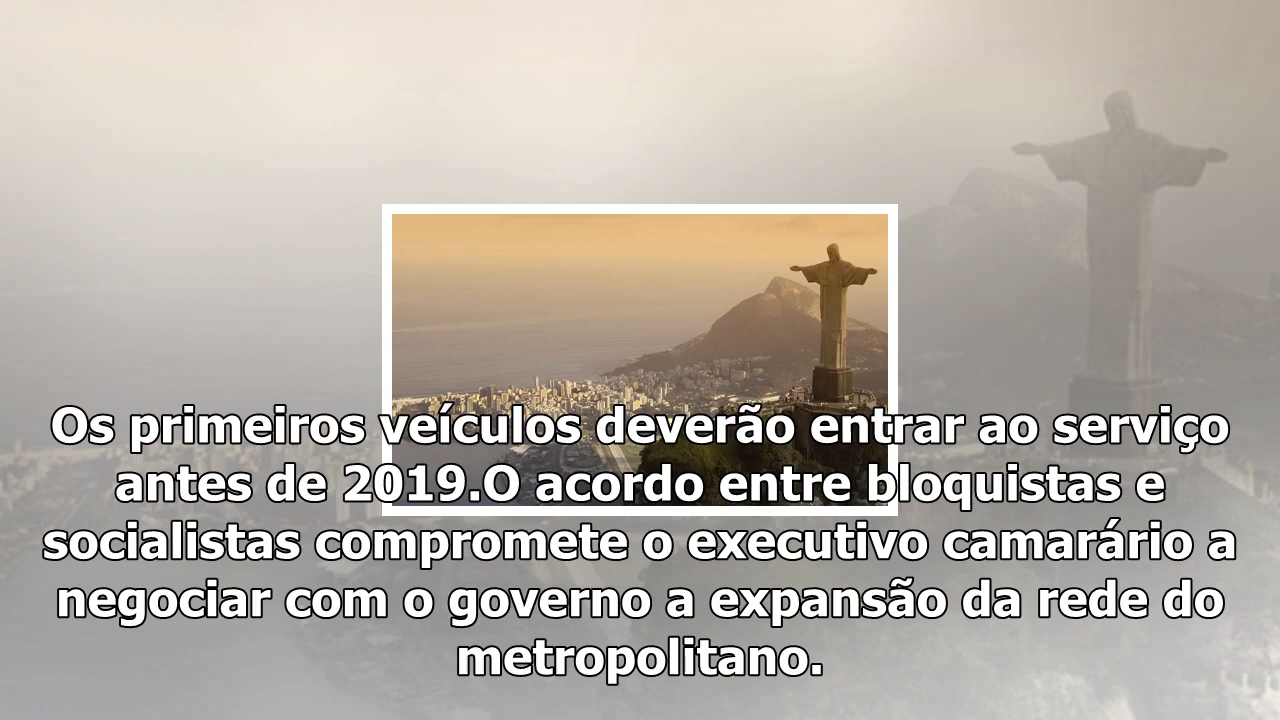 Os primeiros veículos deverão entrar ao serviço
antes de 2019.O acordo entre bloquistas e
socialistas compromete o executivo camarário a
negociar com o governo a expansão da rede do
metropolitano.